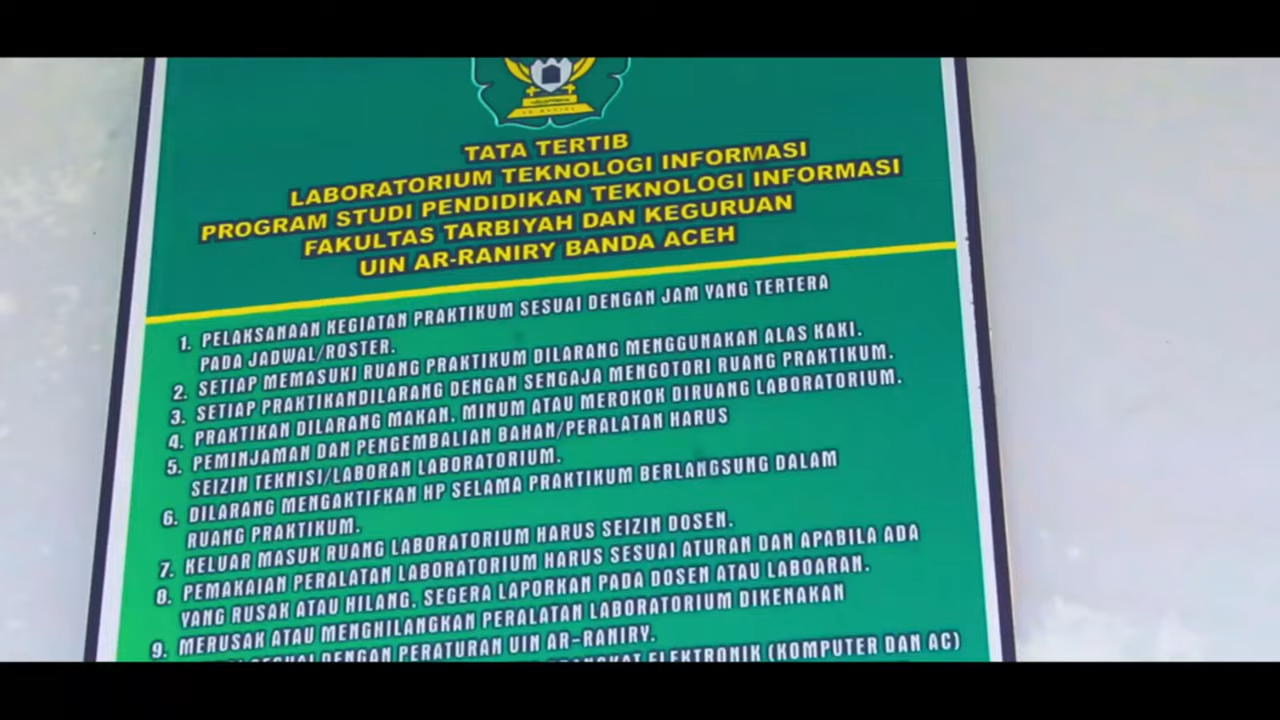 TATA TERTIB
LABORATORIUM TEKNOLOGI INFORMASI
PROGRAM STUDI PENDIDIKAN TEKNOLOGI INFORMASI
FAKULTAS TARBIYAH DAN KEGURUAN
UIN AR-RANIRY BANDA ACEH
1. PELAKSANAAN KEGIATAN PRAKTIKUM SESUAI DENGAN JAM YANG TERTERA
PADA JADWAL/ROSTER.
2. SETIAP MEMASUKI RUANG PRAKTIKUM DILARANG MENGGUNAKAN ALAS KAKI.
3. SETIAP PRAKTIKANDILARANG DENGAN SENGAJA MENGOTORI RUANG PRAKTIKUM.
4. PRAKTIKAN DILARANG MAKAN, MINUM ATAU MEROKOK DIRUANG LABORATORIUM.
5. PEMINJAMAN DAN PENGEMBALIAN BAHAN/PERALATAN HARUS
SEIZIN TEKNISI/LABORAN LABORATORIUM.
6. DILARANG MENGAKTIFKAN HP SELAMA PRAKTIKUM BERLANGSUNG DALAM
RUANG PRAKTIKUM.
7. KELUAR MASUK RUANG LABORATORIUM HARUS SEIZIN DOSEN.
8. PEMAKAIAN PERALATAN LABORATORIUM HARUS SESUAI ATURAN DAN APABILA ADA
YANG RUSAK ATAU HILANG, SEGERA LAPORKAN PADA DOSEN ATAU LABOARAN.
9. MERUSAK ATAU MENGHILANGKAN PERALATAN LABORATORIUM DIKENAKAN
SESUAI DENGAN PERATURAN UIN AR-RANIRY.
ELEKTRONIK (KOMPUTER DAN AC)